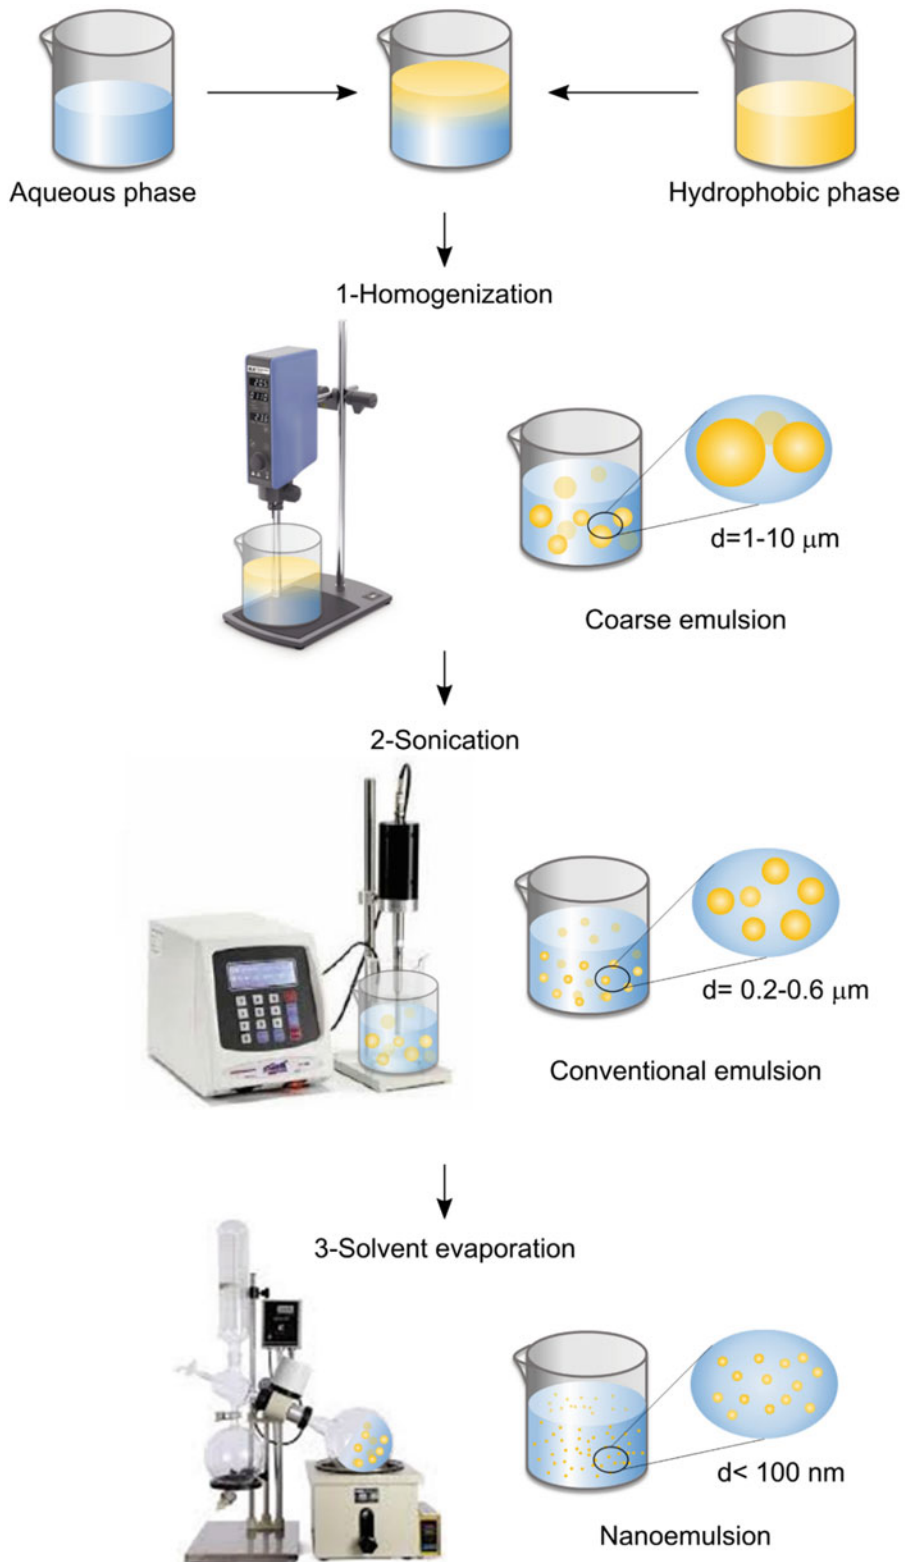 Aqueous phase
Hydrophobic phase
1-Homogenization
d=1-10 μm
Coarse emulsion
2-Sonication
d= 0.2-0.6 μm
Conventional emulsion
3-Solvent evaporation
d< 100 nm
Nanoemulsion